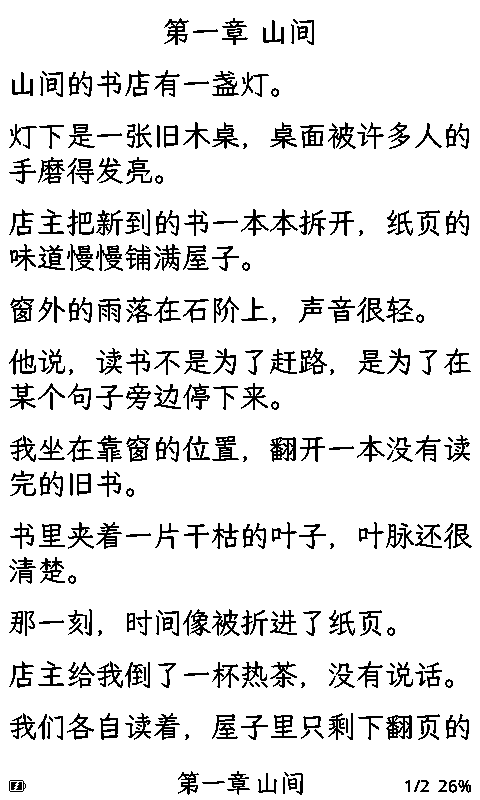 第一章 山间
山间的书店有一盏灯。
灯下是一张旧木桌，桌面被许多人的
手磨得发亮。
店主把新到的书一本本拆开，纸页的
味道慢慢铺满屋子。
窗外的雨落在石阶上，声音很轻。
他说，读书不是为了赶路，是为了在
某个句子旁边停下来。
我坐在靠窗的位置，翻开一本没有读
完的旧书。
书里夹着一片干枯的叶子，叶脉还很
清楚。
那一刻，时间像被折进了纸页。
店主给我倒了一杯热茶，没有说话。
我们各自读着，屋子里只剩下翻页的
第一章 山间
1/2 26%